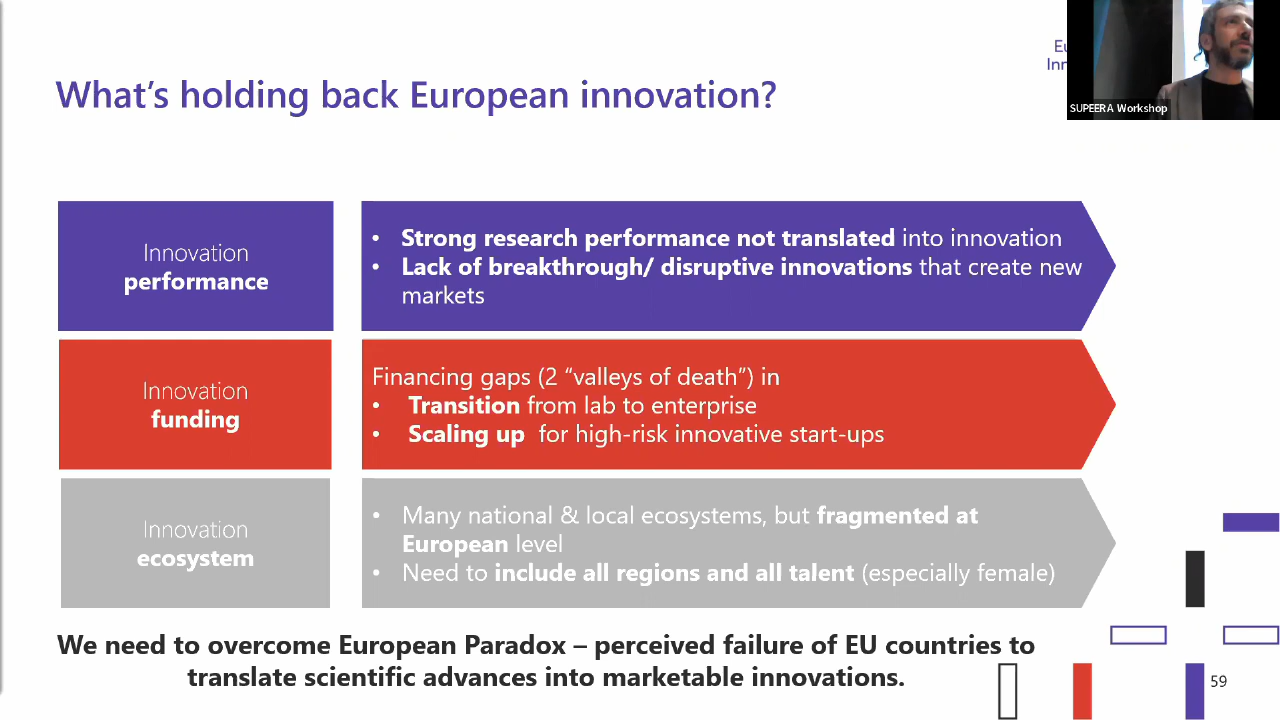 What's holding back European innovation?
SUPEERA Workshop
Innovation
performance
• Strong research performance not translated into innovation
• Lack of breakthrough/ disruptive innovations that create new
markets
Innovation
funding
Financing gaps (2 “valleys of death”) in
• Transition from lab to enterprise
• Scaling up for high-risk innovative start-ups
Innovation
ecosystem
• Many national & local ecosystems, but fragmented at
European level
• Need to include all regions and all talent (especially female)
We need to overcome European Paradox – perceived failure of EU countries to
translate scientific advances into marketable innovations.
59